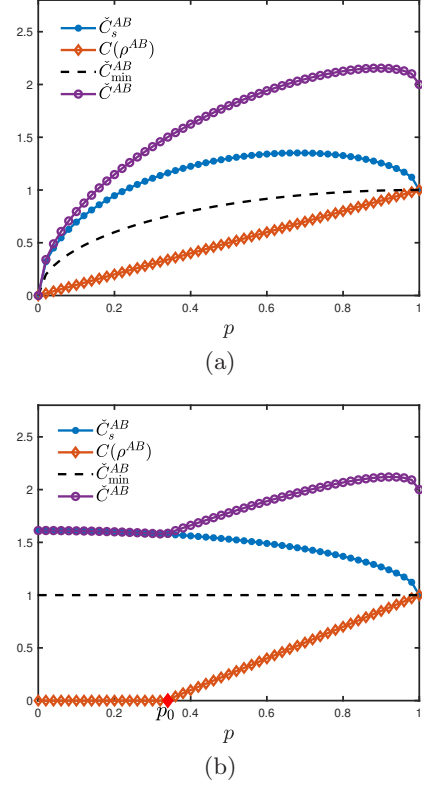 Č_s^{AB}
C(ρ^{AB})
Č_min^{AB}
Č^{AB}
2.5
2
1.5
1
0.5
0
0 0.2 0.4 0.6 0.8 1
p
(a)
Č_s^{AB}
C(ρ^{AB})
Č_min^{AB}
Č^{AB}
2.5
2
1.5
1
0.5
0
p_0
0 0.2 0.4 0.6 0.8 1
p
(b)